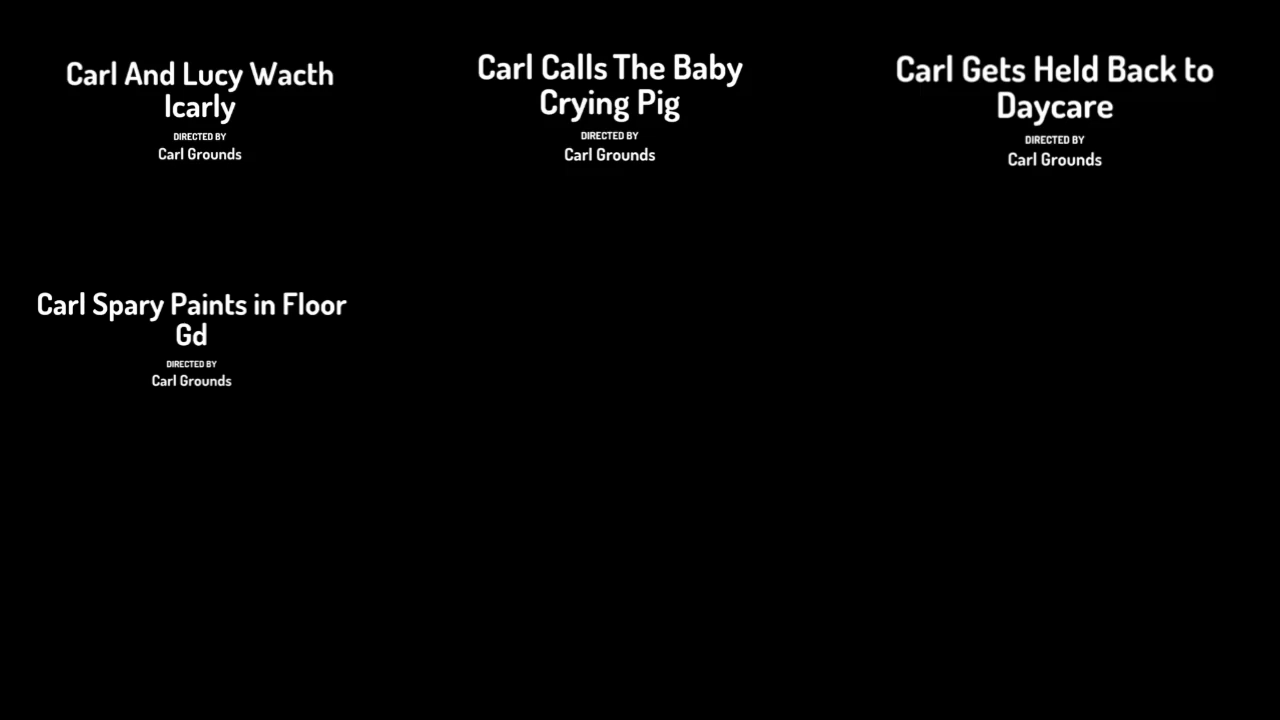 Carl And Lucy Wacth
Icarly
DIRECTED BY
Carl Grounds
Carl Calls The Baby
Crying Pig
DIRECTED BY
Carl Grounds
Carl Gets Held Back to
Daycare
DIRECTED BY
Carl Grounds
Carl Spary Paints in Floor
Gd
DIRECTED BY
Carl Grounds